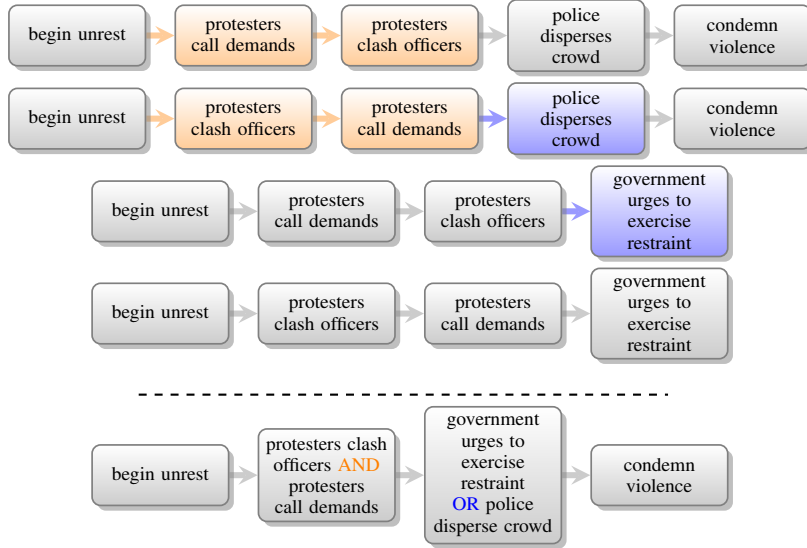 begin unrest
protesters
call demands
protesters
clash officers
police
disperses
crowd
condemn
violence
begin unrest
protesters
clash officers
protesters
call demands
police
disperses
crowd
condemn
violence
begin unrest
protesters
call demands
protesters
clash officers
government
urges to
exercise
restraint
begin unrest
protesters
clash officers
protesters
call demands
government
urges to
exercise
restraint
begin unrest
protesters clash
officers AND
protesters
call demands
government
urges to
exercise
restraint
OR police
disperse crowd
condemn
violence